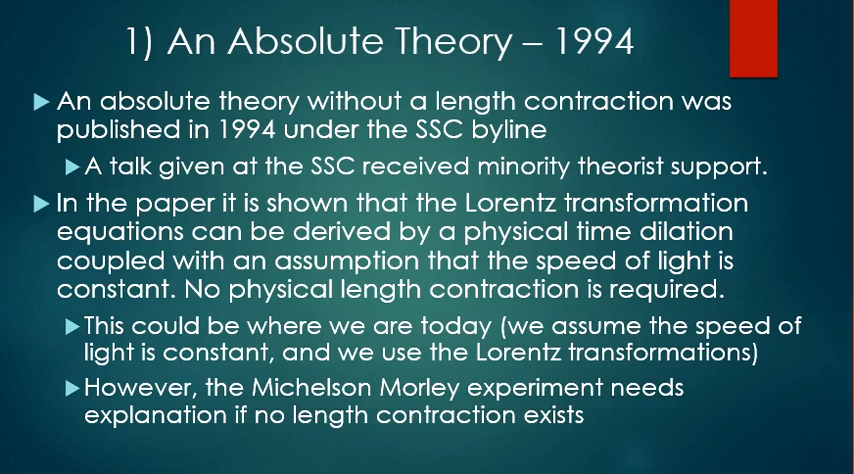 1) An Absolute Theory – 1994
An absolute theory without a length contraction was
published in 1994 under the SSC byline
A talk given at the SSC received minority theorist support.
In the paper it is shown that the Lorentz transformation
equations can be derived by a physical time dilation
coupled with an assumption that the speed of light is
constant. No physical length contraction is required.
This could be where we are today (we assume the speed of
light is constant, and we use the Lorentz transformations)
However, the Michelson Morley experiment needs
explanation if no length contraction exists